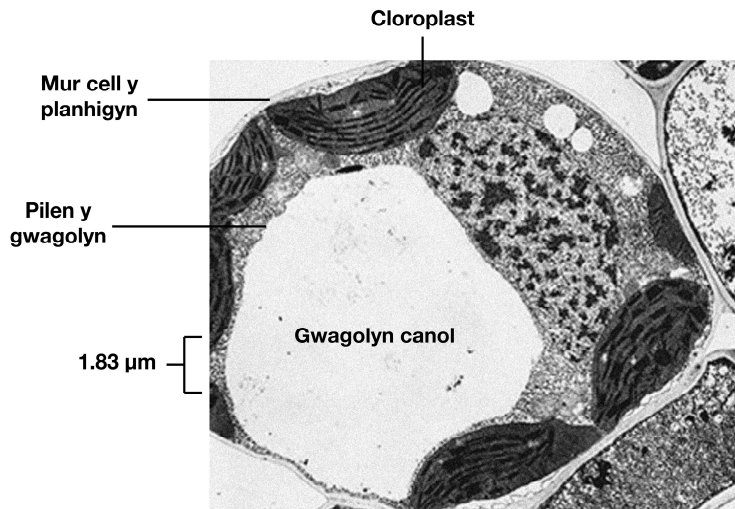 Cloroplast
Mur cell y
planhigyn
Pilen y
gwagolyn
Gwagolyn canol
1.83 µm